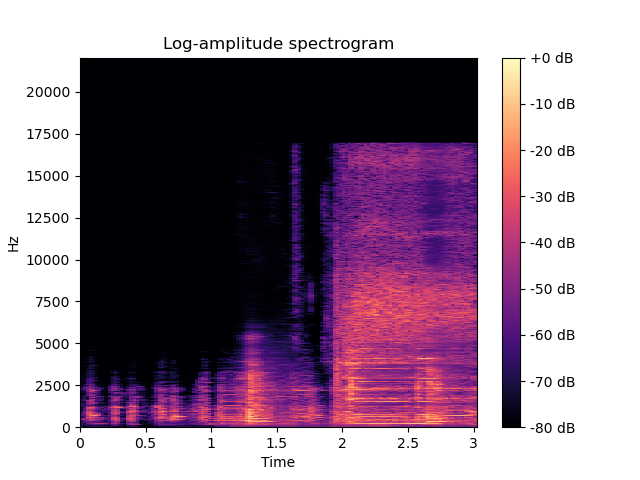 Log-amplitude spectrogram
+0 dB
20000
-10 dB
17500
-20 dB
15000
-30 dB
12500
Hz
-40 dB
10000
-50 dB
7500
-60 dB
5000
-70 dB
2500
0
-80 dB
0 0.5 1 1.5 2 2.5 3
Time